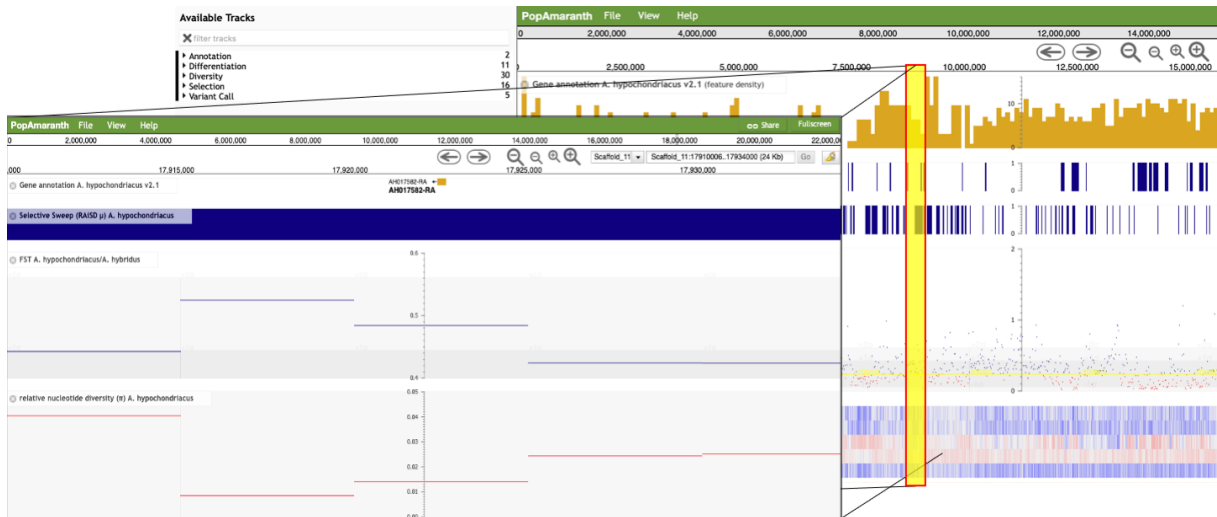 Available Tracks
filter tracks
Annotation 2
Differentiation 11
Diversity 30
Selection 16
Variant Call 5
PopAmaranth File View Help
0 2,000,000 4,000,000 6,000,000 8,000,000 10,000,000 12,000,000 14,000,000
2,500,000 5,000,000 7,500,000 10,000,000 12,500,000 15,000,000
Gene annotation A. hypochondriacus v2.1 (feature density)
10
0
1
0
1
0
2
1
0
PopAmaranth File View Help Share Fullscreen
0 2,000,000 4,000,000 6,000,000 8,000,000 10,000,000 12,000,000 14,000,000 16,000,000 18,000,000 20,000,000 22,000,000
Scaffold_11 Scaffold_11:17910006..17934000 (24 Kb) Go
,000 17,915,000 17,920,000 17,925,000 17,930,000
Gene annotation A. hypochondriacus v2.1
AH017582-RA
AH017582-RA
Selective Sweep (RAISD μ) A. hypochondriacus
FST A. hypochondriacus/A. hybridus
0.6
0.5
0.4
relative nucleotide diversity (π) A. hypochondriacus
0.05
0.04
0.03
0.02
0.01
0.00